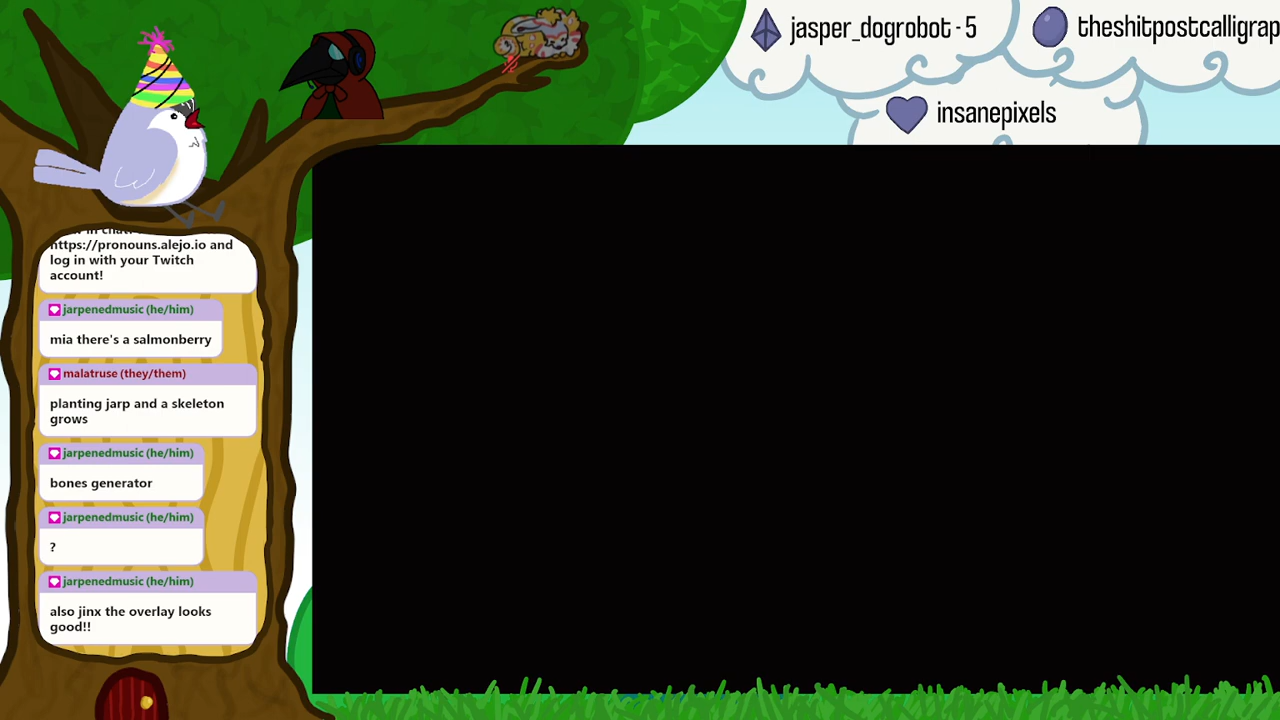 jasper_dogrobot - 5
theshitpostcalligrap
insanepixels
https://pronouns.alejo.io and
log in with your Twitch
account!
jarpenedmusic (he/him)
mia there's a salmonberry
malatruse (they/them)
planting jarp and a skeleton
grows
jarpenedmusic (he/him)
bones generator
jarpenedmusic (he/him)
?
jarpenedmusic (he/him)
also jinx the overlay looks
good!!